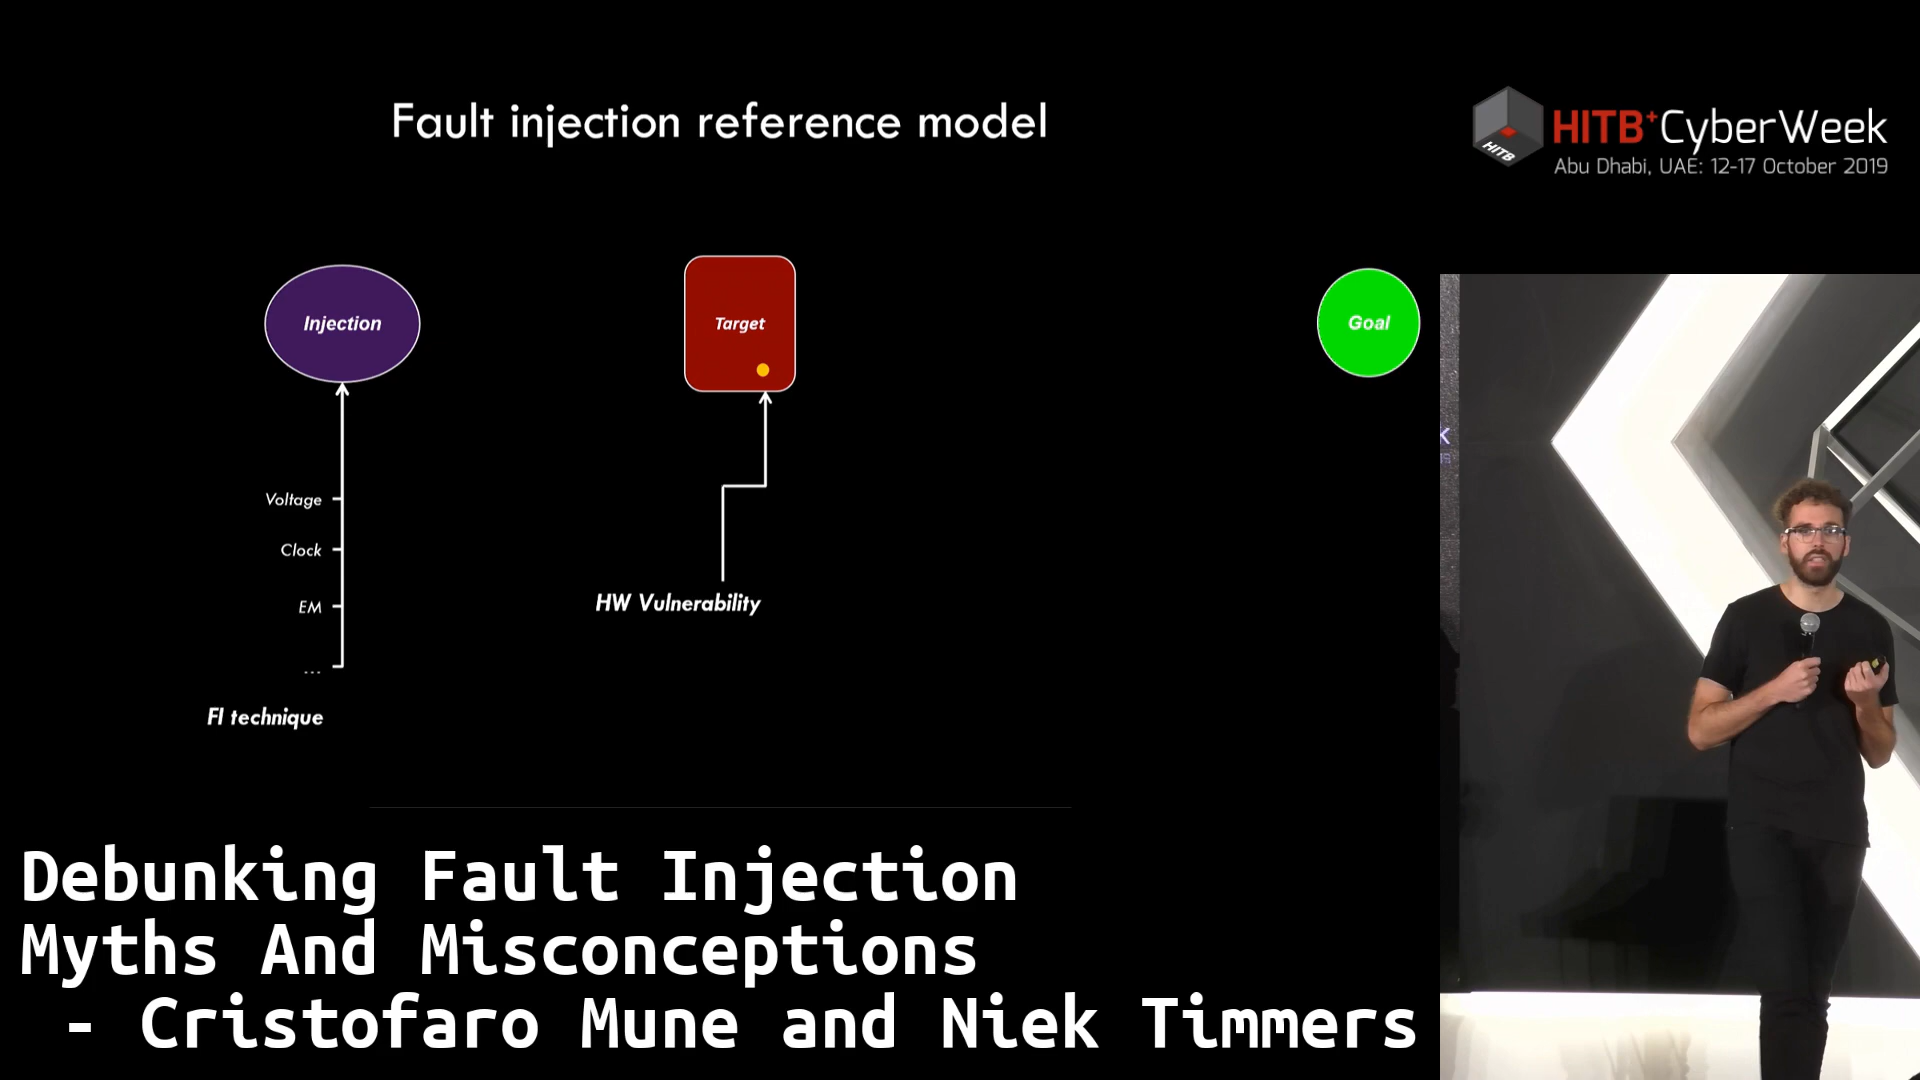 Fault injection reference model
HITB+CyberWeek
HITB
Abu Dhabi, UAE: 12-17 October 2019
Injection
Target
Goal
Voltage
Clock
EM
...
FI technique
HW Vulnerability
Debunking Fault Injection
Myths And Misconceptions
- Cristofaro Mune and Niek Timmers